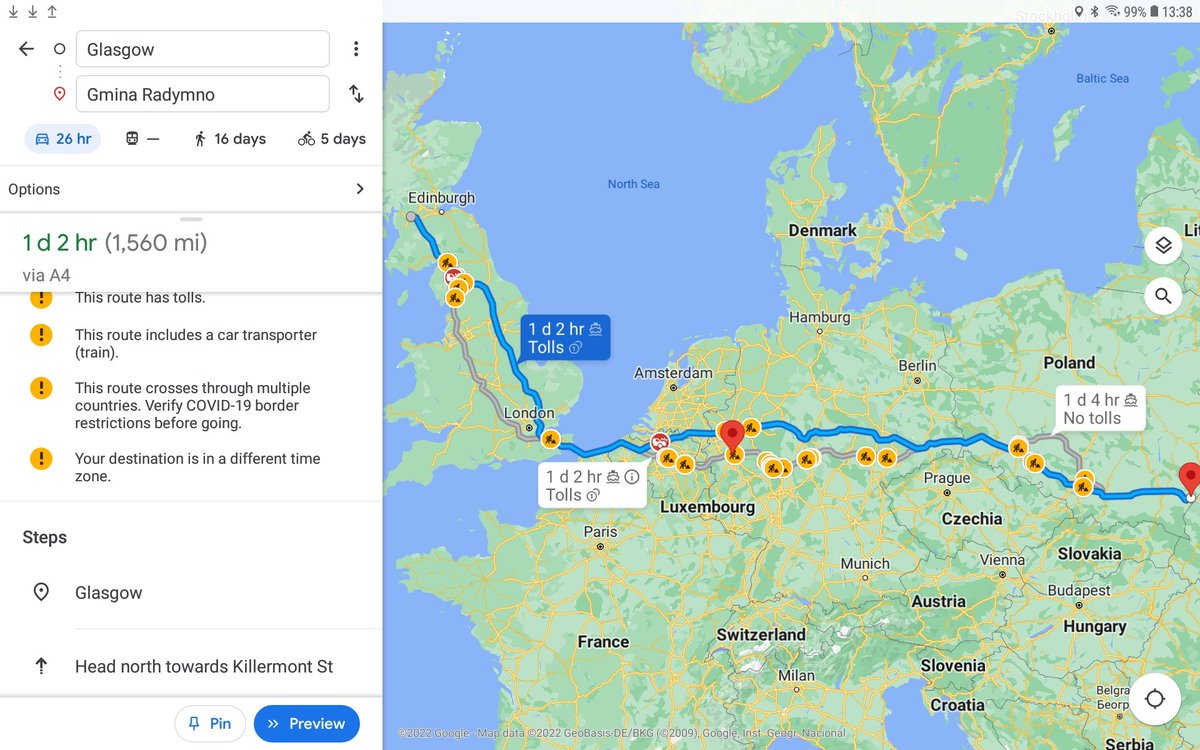 99% 13:38
Glasgow
Gmina Radymno
26 hr — 16 days 5 days
Options
1 d 2 hr (1,560 mi)
via A4
This route has tolls.
This route includes a car transporter
(train).
This route crosses through multiple
countries. Verify COVID-19 border
restrictions before going.
Your destination is in a different time
zone.
Steps
Glasgow
Head north towards Killermont St
Pin
Preview
Stockholm
Baltic Sea
North Sea
Edinburgh
Denmark
Lit
Hamburg
1 d 2 hr
Tolls
Berlin
Poland
Amsterdam
1 d 4 hr
No tolls
London
1 d 2 hr
Tolls
Prague
Luxembourg
Czechia
Paris
Slovakia
Munich
Vienna
Budapest
Austria
Hungary
France
Switzerland
Slovenia
Milan
Croatia
Belgra
Беогр
Serbia
©2022 Google - Map data ©2022 GeoBasis-DE/BKG (©2009), Google, Inst. Geogr. Nacional